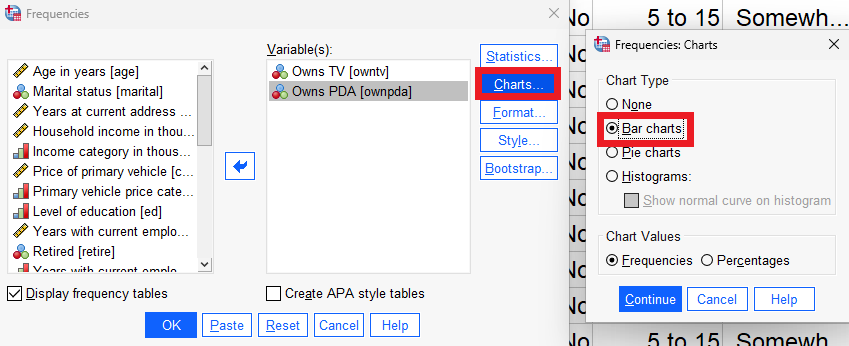 Frequencies
Variable(s):
Age in years [age]
Marital status [marital]
Years at current address ...
Household income in thou...
Income category in thous...
Price of primary vehicle [c...
Primary vehicle price cate...
Level of education [ed]
Years with current emplo...
Retired [retire]
Years with current emplo...
Owns TV [owntv]
Owns PDA [ownpda]
Statistics...
Charts...
Format...
Style...
Bootstrap...
Display frequency tables
Create APA style tables
OK
Paste
Reset
Cancel
Help
No 5 to 15 Somewh...
Frequencies: Charts
Chart Type
None
Bar charts
Pie charts
Histograms:
Show normal curve on histogram
Chart Values
Frequencies
Percentages
Continue
Cancel
Help
No
No
No
No
No
No
No
No
No
No 5 to 15 Somewh...